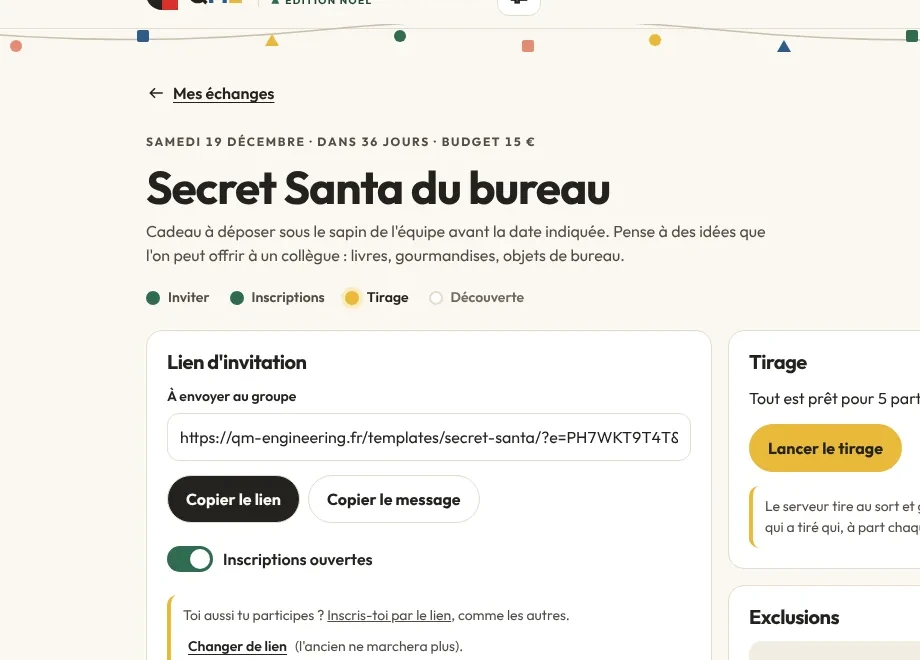 ÉDITION NOËL
← Mes échanges
SAMEDI 19 DÉCEMBRE · DANS 36 JOURS · BUDGET 15 €
Secret Santa du bureau
Cadeau à déposer sous le sapin de l'équipe avant la date indiquée. Pense à des idées que
l'on peut offrir à un collègue : livres, gourmandises, objets de bureau.
Inviter Inscriptions Tirage Découverte
Lien d'invitation
À envoyer au groupe
https://qm-engineering.fr/templates/secret-santa/?e=PH7WKT9T4T&
Copier le lien Copier le message
Inscriptions ouvertes
Toi aussi tu participes ? Inscris-toi par le lien, comme les autres.
Changer de lien (l'ancien ne marchera plus).
Tirage
Tout est prêt pour 5 part
Lancer le tirage
Le serveur tire au sort et
qui a tiré qui, à part chaq
Exclusions